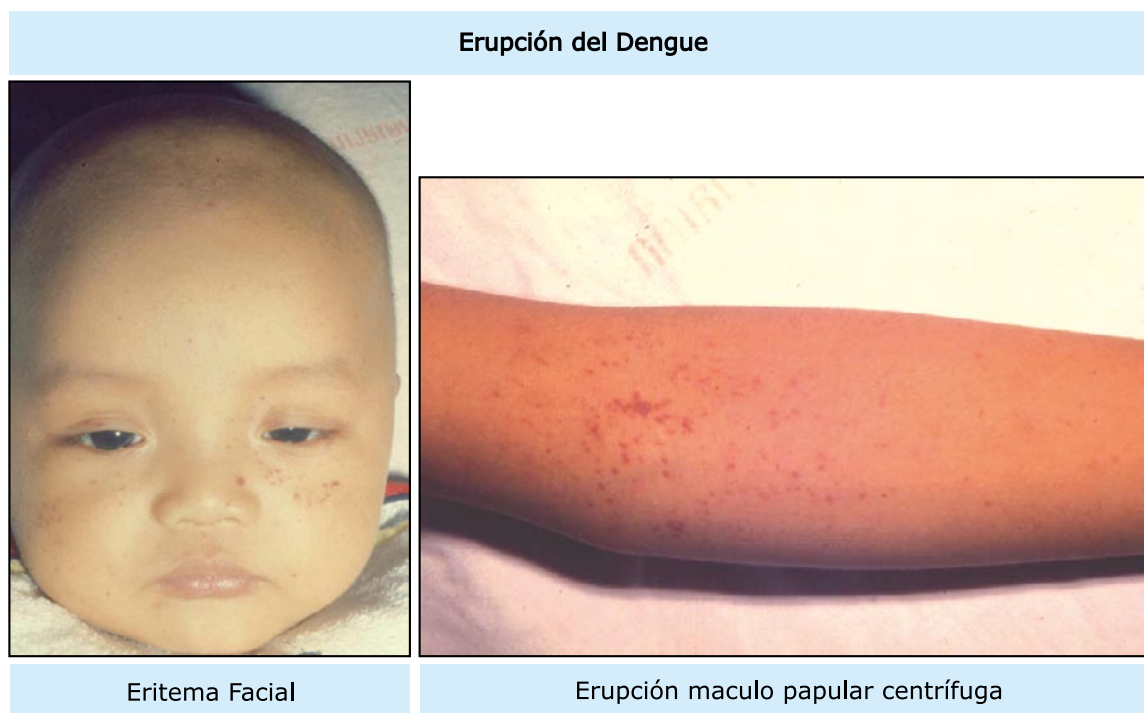 Erupción del Dengue
Eritema Facial
Erupción maculo papular centrífuga